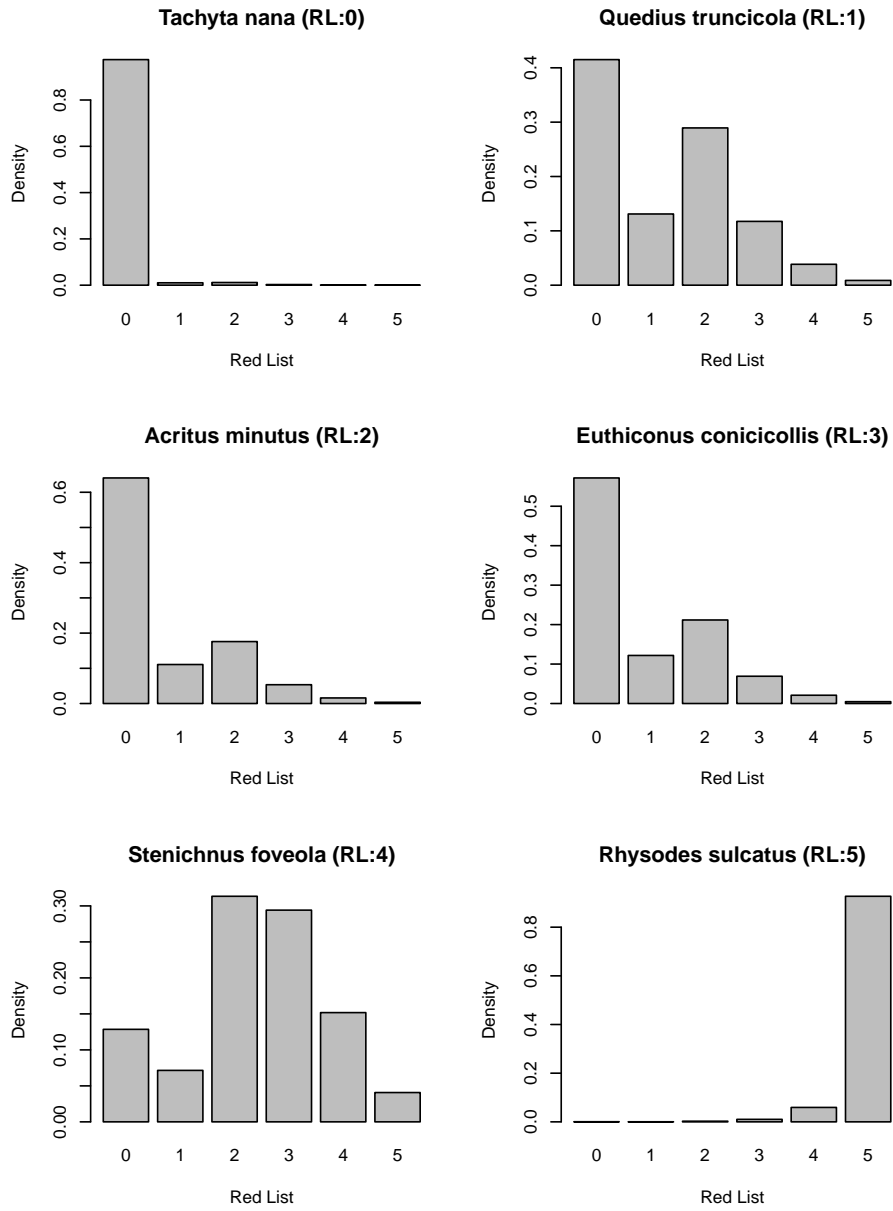 Tachyta nana (RL:0)
Density
0.0 0.2 0.4 0.6 0.8
0 1 2 3 4 5
Red List
Quedius truncicola (RL:1)
Density
0.0 0.1 0.2 0.3 0.4
0 1 2 3 4 5
Red List
Acritus minutus (RL:2)
Density
0.0 0.2 0.4 0.6
0 1 2 3 4 5
Red List
Euthiconus conicicollis (RL:3)
Density
0.0 0.1 0.2 0.3 0.4 0.5
0 1 2 3 4 5
Red List
Stenichnus foveola (RL:4)
Density
0.00 0.10 0.20 0.30
0 1 2 3 4 5
Red List
Rhysodes sulcatus (RL:5)
Density
0.0 0.2 0.4 0.6 0.8
0 1 2 3 4 5
Red List